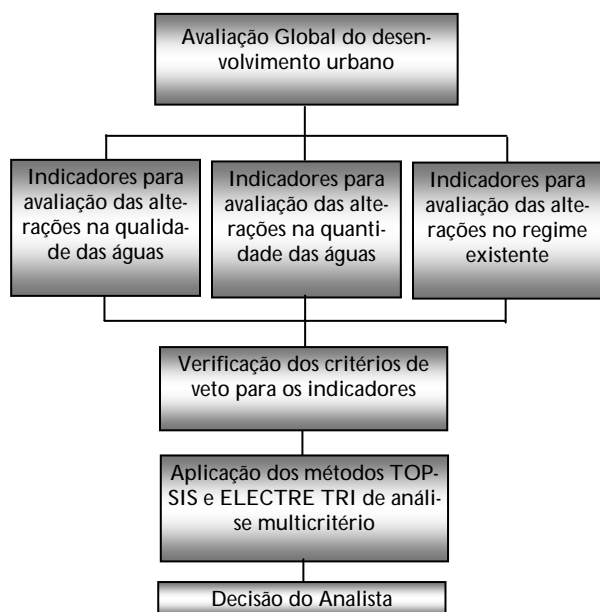 Avaliação Global do desen-
volvimento urbano
Indicadores para
avaliação das alte-
rações na qualida-
de das águas
Indicadores para
avaliação das alte-
rações na quanti-
dade das águas
Indicadores para
avaliação das alte-
rações no regime
existente
Verificação dos critérios de
veto para os indicadores
Aplicação dos métodos TOP-
SIS e ELECTRE TRI de análi-
se multicritério
Decisão do Analista